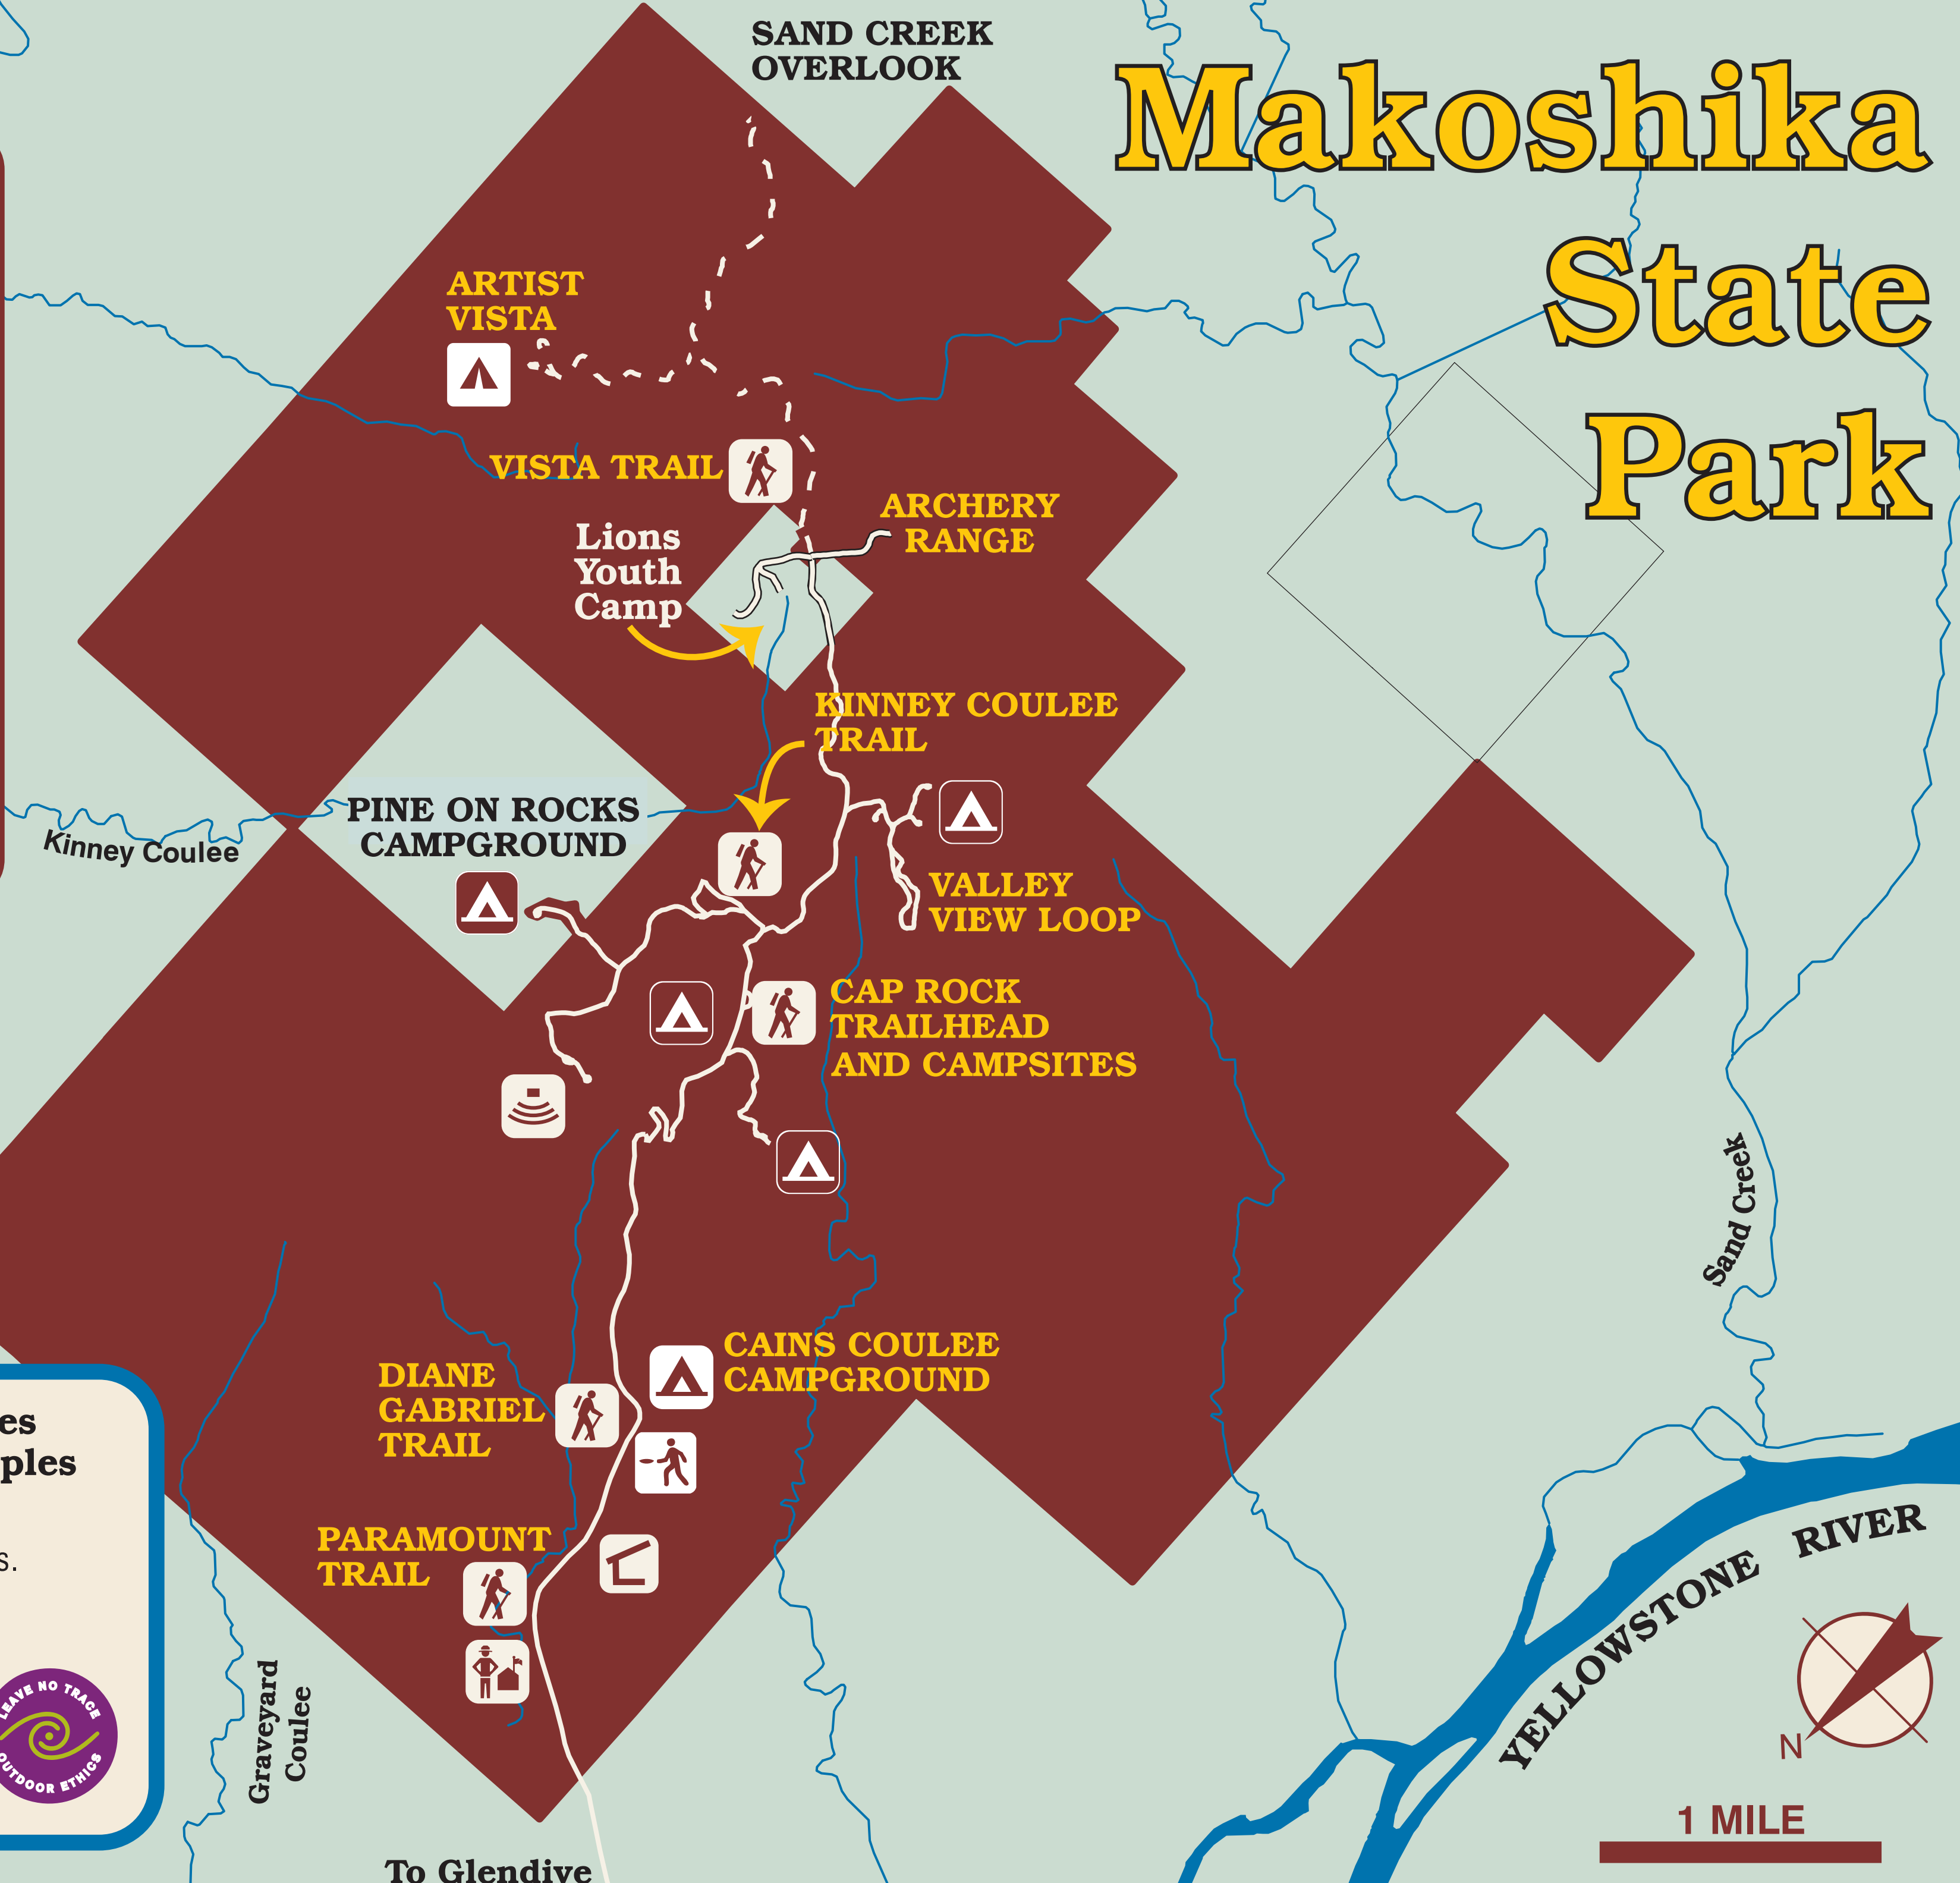 SAND CREEK
OVERLOOK
Makoshika
State
Park
ARTIST
VISTA
VISTA TRAIL
ARCHERY
RANGE
Lions
Youth
Camp
KINNEY COULEE
TRAIL
PINE ON ROCKS
CAMPGROUND
Kinney Coulee
VALLEY
VIEW LOOP
CAP ROCK
TRAILHEAD
AND CAMPSITES
Sand Creek
CAINS COULEE
CAMPGROUND
DIANE
GABRIEL
TRAIL
es
ples
s.
PARAMOUNT
TRAIL
YELLOWSTONE RIVER
Graveyard
Coulee
LEAVE NO TRACE
OUTDOOR ETHICS
N
1 MILE
To Glendive